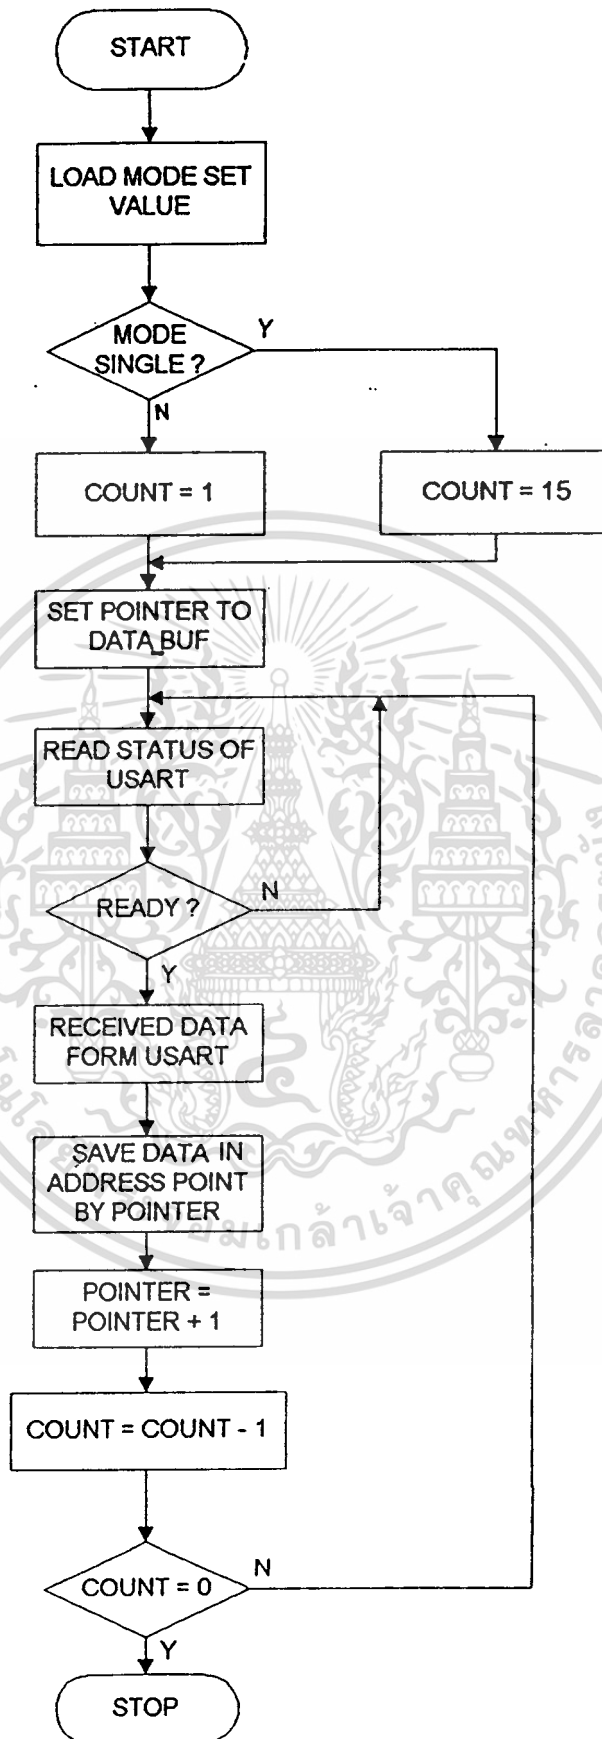 START
LOAD MODE SET
VALUE
MODE
SINGLE ?
Y
N
COUNT = 1
COUNT = 15
SET POINTER TO
DATA_BUF
READ STATUS OF
USART
READY ?
N
Y
RECEIVED DATA
FORM USART
SAVE DATA IN
ADDRESS POINT
BY POINTER
POINTER =
POINTER + 1
COUNT = COUNT - 1
COUNT = 0
N
Y
STOP